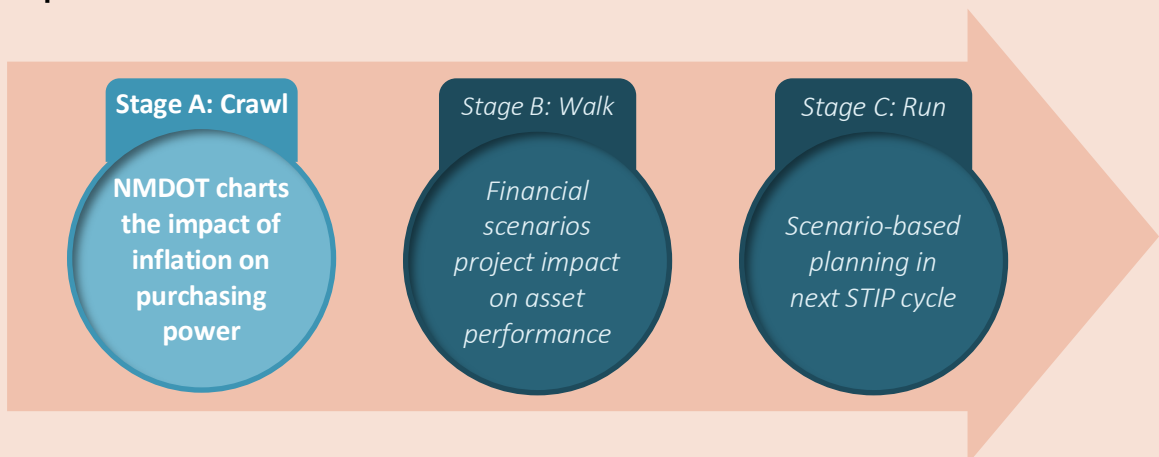 Stage A: Crawl
NMDOT charts
the impact of
inflation on
purchasing
power
Stage B: Walk
Financial
scenarios
project impact
on asset
performance
Stage C: Run
Scenario-based
planning in
next STIP cycle